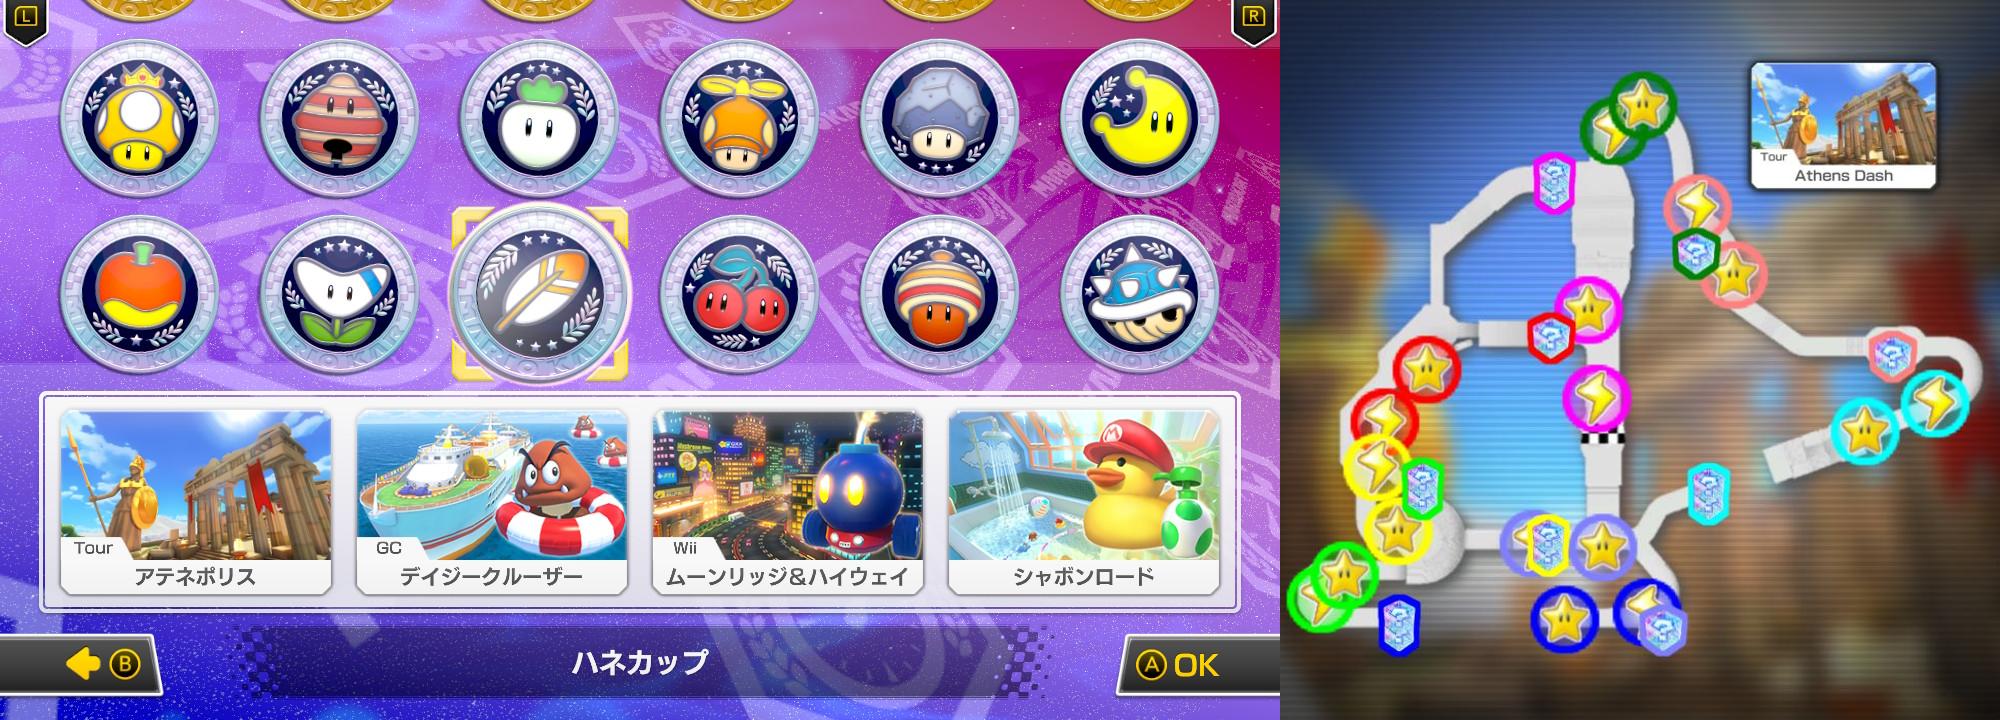 L
R
Tour
アテネポリス
GC
デイジークルーザー
Wii
ムーンリッジ&ハイウェイ
シャボンロード
B
ハネカップ
A OK
Tour
Athens Dash